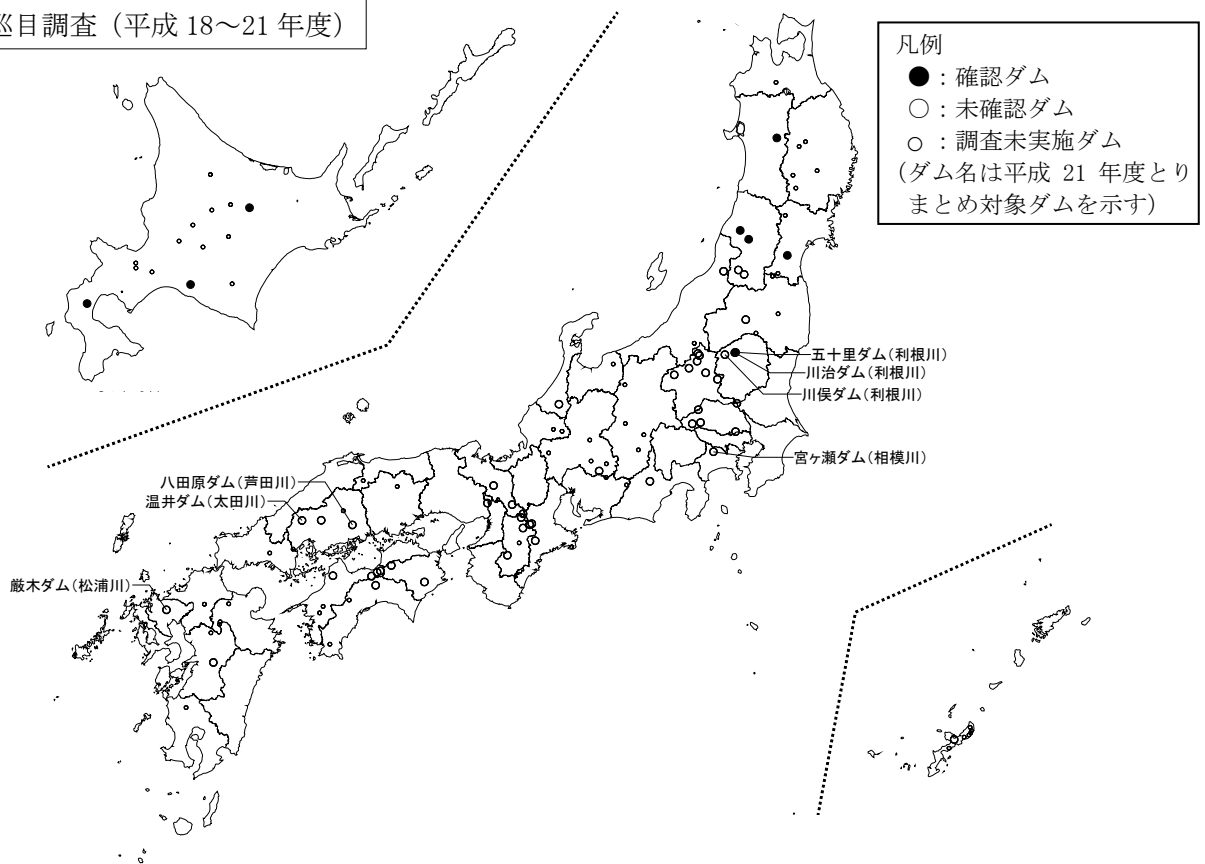 巡目調査（平成 18～21 年度）
凡例
●：確認ダム
○：未確認ダム
○：調査未実施ダム
(ダム名は平成 21 年度とり
まとめ対象ダムを示す)
五十里ダム(利根川)
川治ダム(利根川)
川俣ダム(利根川)
宮ヶ瀬ダム(相模川)
八田原ダム(芦田川)
温井ダム(太田川)
厳木ダム(松浦川)